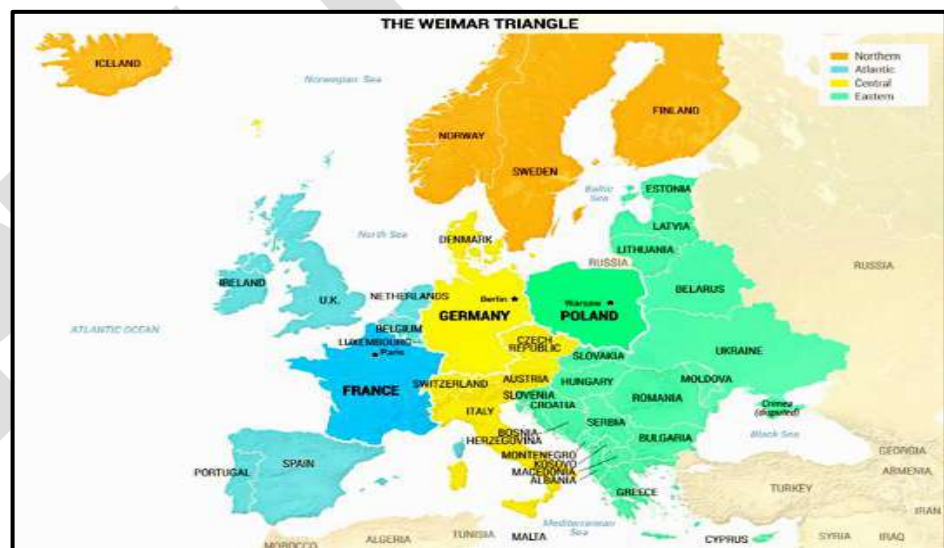 THE WEIMAR TRIANGLE
Northern
Atlantic
Central
Eastern
ICELAND
Norwegian Sea
FINLAND
NORWAY
SWEDEN
Baltic
Sea
ESTONIA
North Sea
LATVIA
DENMARK
LITHUANIA
RUSSIA
RUSSIA
IRELAND
U.K.
NETHERLANDS
Berlin
Warsaw
BELARUS
GERMANY
POLAND
ATLANTIC OCEAN
BELGIUM
LUXEMBOURG
Paris
CZECH
REPUBLIC
SLOVAKIA
UKRAINE
FRANCE
SWITZERLAND
AUSTRIA
HUNGARY
MOLDOVA
SLOVENIA
CROATIA
ROMANIA
ITALY
Crimea
(disputed)
BOSNIA
HERZEGOVINA
SERBIA
Black Sea
BULGARIA
MONTENEGRO
KOSOVO
MACEDONIA
ALBANIA
GEORGIA
ARMENIA
PORTUGAL
SPAIN
GREECE
TURKEY
IRAN
Mediterranean
Sea
MOROCCO
ALGERIA
TUNISIA
MALTA
CYPRUS
SYRIA
IRAQ